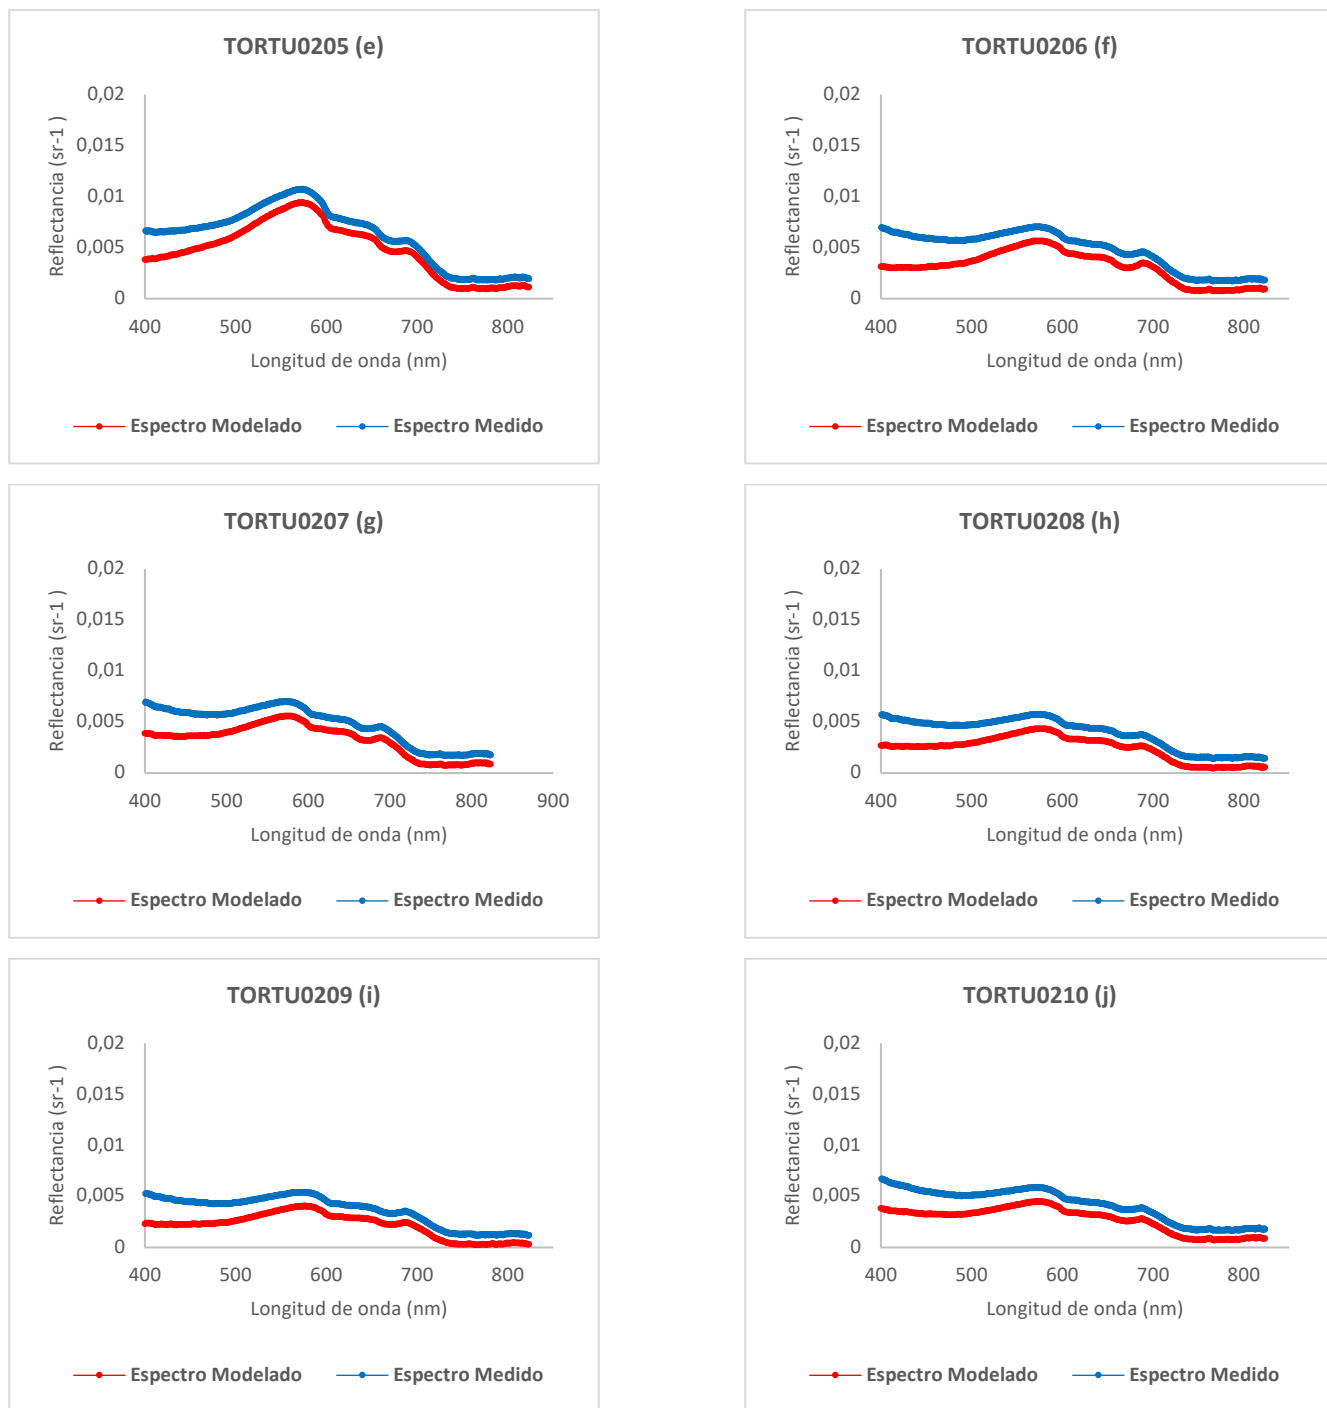 TORTU0205 (e)
Reflectancia (sr-1 )
0,02
0,015
0,01
0,005
0
400 500 600 700 800
Longitud de onda (nm)
Espectro Modelado Espectro Medido
TORTU0206 (f)
Reflectancia (sr-1 )
0,02
0,015
0,01
0,005
0
400 500 600 700 800
Longitud de onda (nm)
Espectro Modelado Espectro Medido
TORTU0207 (g)
Reflectancia (sr-1 )
0,02
0,015
0,01
0,005
0
400 500 600 700 800 900
Longitud de onda (nm)
Espectro Modelado Espectro Medido
TORTU0208 (h)
Reflectancia (sr-1 )
0,02
0,015
0,01
0,005
0
400 500 600 700 800
Longitud de onda (nm)
Espectro Modelado Espectro Medido
TORTU0209 (i)
Reflectancia (sr-1 )
0,02
0,015
0,01
0,005
0
400 500 600 700 800
Longitud de onda (nm)
Espectro Modelado Espectro Medido
TORTU0210 (j)
Reflectancia (sr-1 )
0,02
0,015
0,01
0,005
0
400 500 600 700 800
Longitud de onda (nm)
Espectro Modelado Espectro Medido